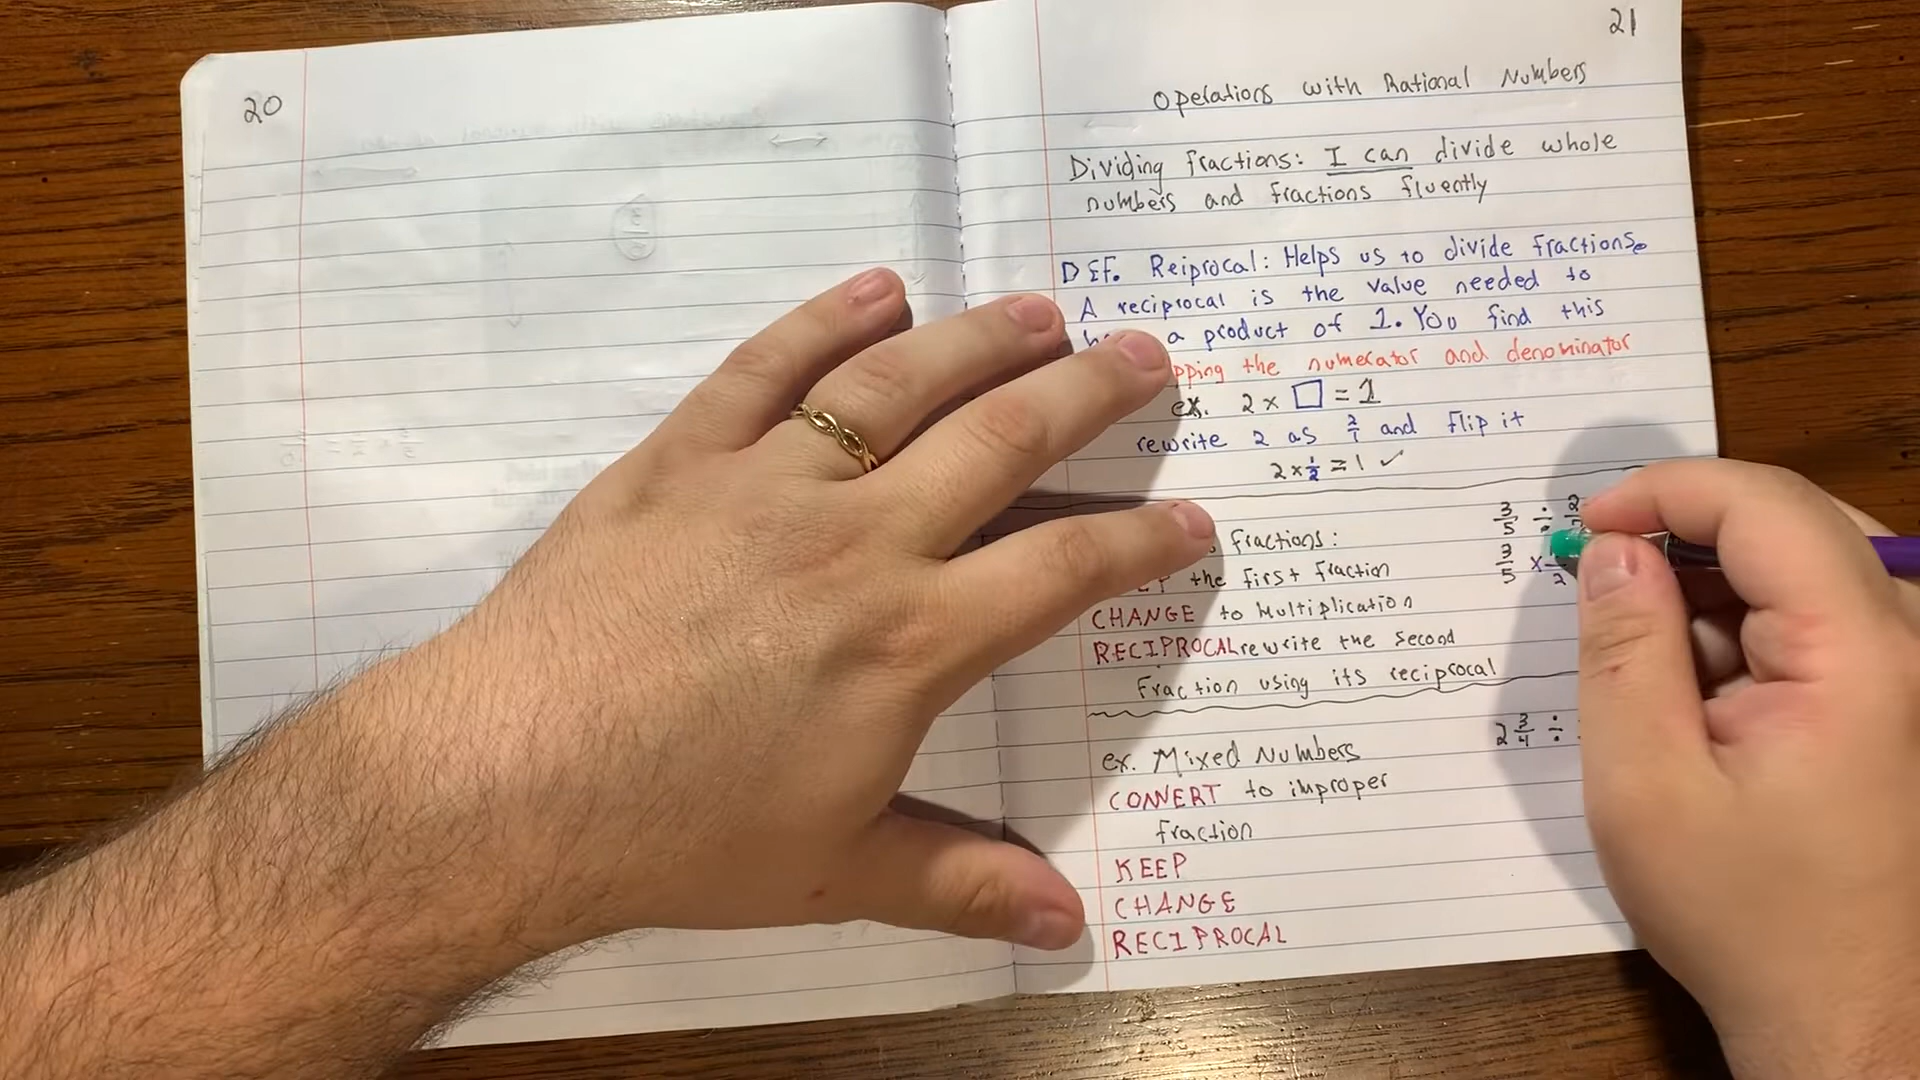 20
21
Operations with Rational Numbers
Dividing fractions: I can divide whole
numbers and fractions fluently
DEf. Reiprocal: Helps us to divide fractions.
A reciprocal is the value needed to
a product of 1. You find this
the numerator and denominator
ex. 2 × □ = 1
rewrite 2 as 2/1 and flip it
2 × 1/2 = 1 ✓
fractions:
3/5 ÷
the first fraction
3/5 ×
CHANGE to Multiplication
RECIPROCAL rewrite the second
fraction using its reciprocal
ex. Mixed Numbers
2 3/4 ÷
CONVERT to improper
fraction
KEEP
CHANGE
RECIPROCAL